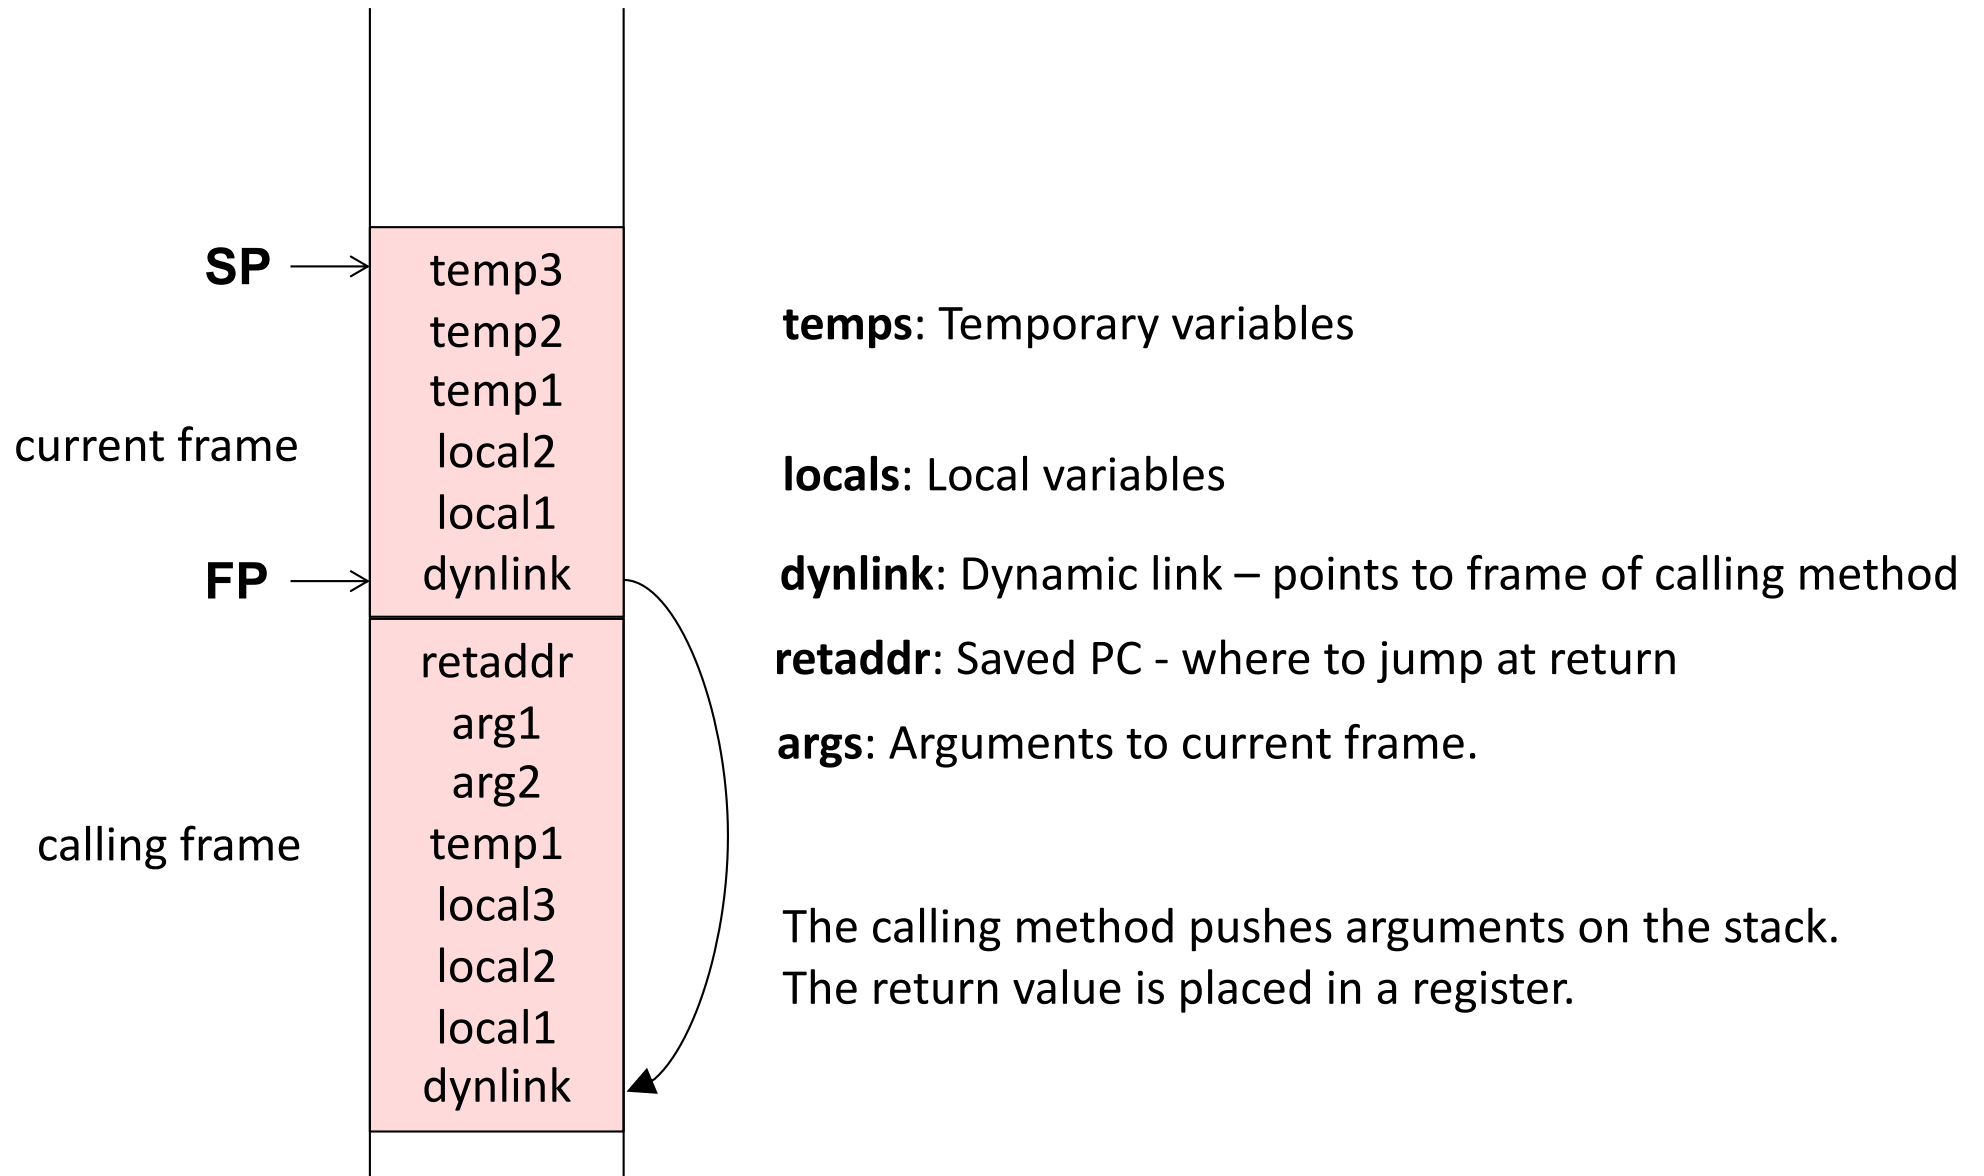 SP
temp3
temp2
temp1
current frame
local2
local1
FP
dynlink
retaddr
arg1
arg2
calling frame
temp1
local3
local2
local1
dynlink
temps: Temporary variables
locals: Local variables
dynlink: Dynamic link – points to frame of calling method
retaddr: Saved PC - where to jump at return
args: Arguments to current frame.
The calling method pushes arguments on the stack.
The return value is placed in a register.